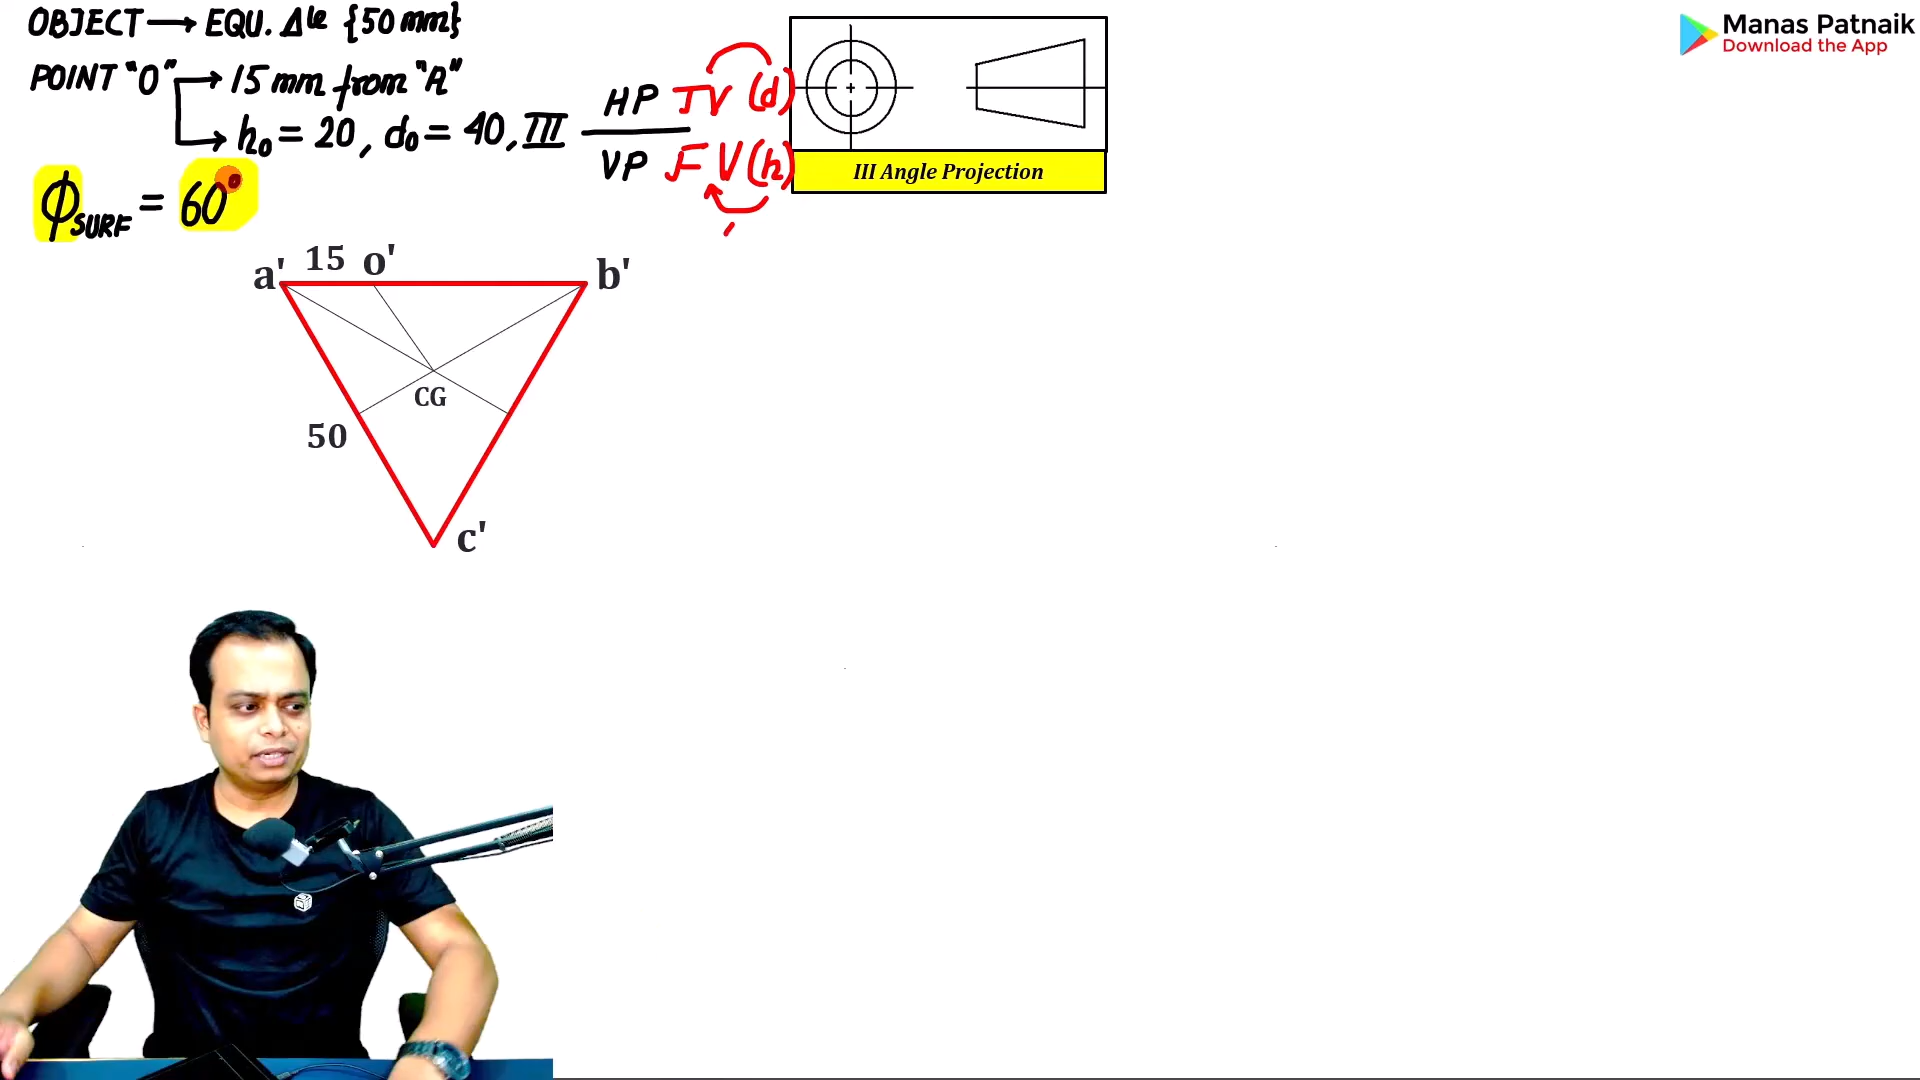 OBJECT → EQU. Δle {50 mm}
POINT "O" → 15 mm from "A"
→ h₀ = 20, d₀ = 40, III
HP TV (d)
VP FV (h)
ϕSURF = 60°
III Angle Projection
Manas Patnaik
Download the App
a' 15 o' b'
CG
50
c'